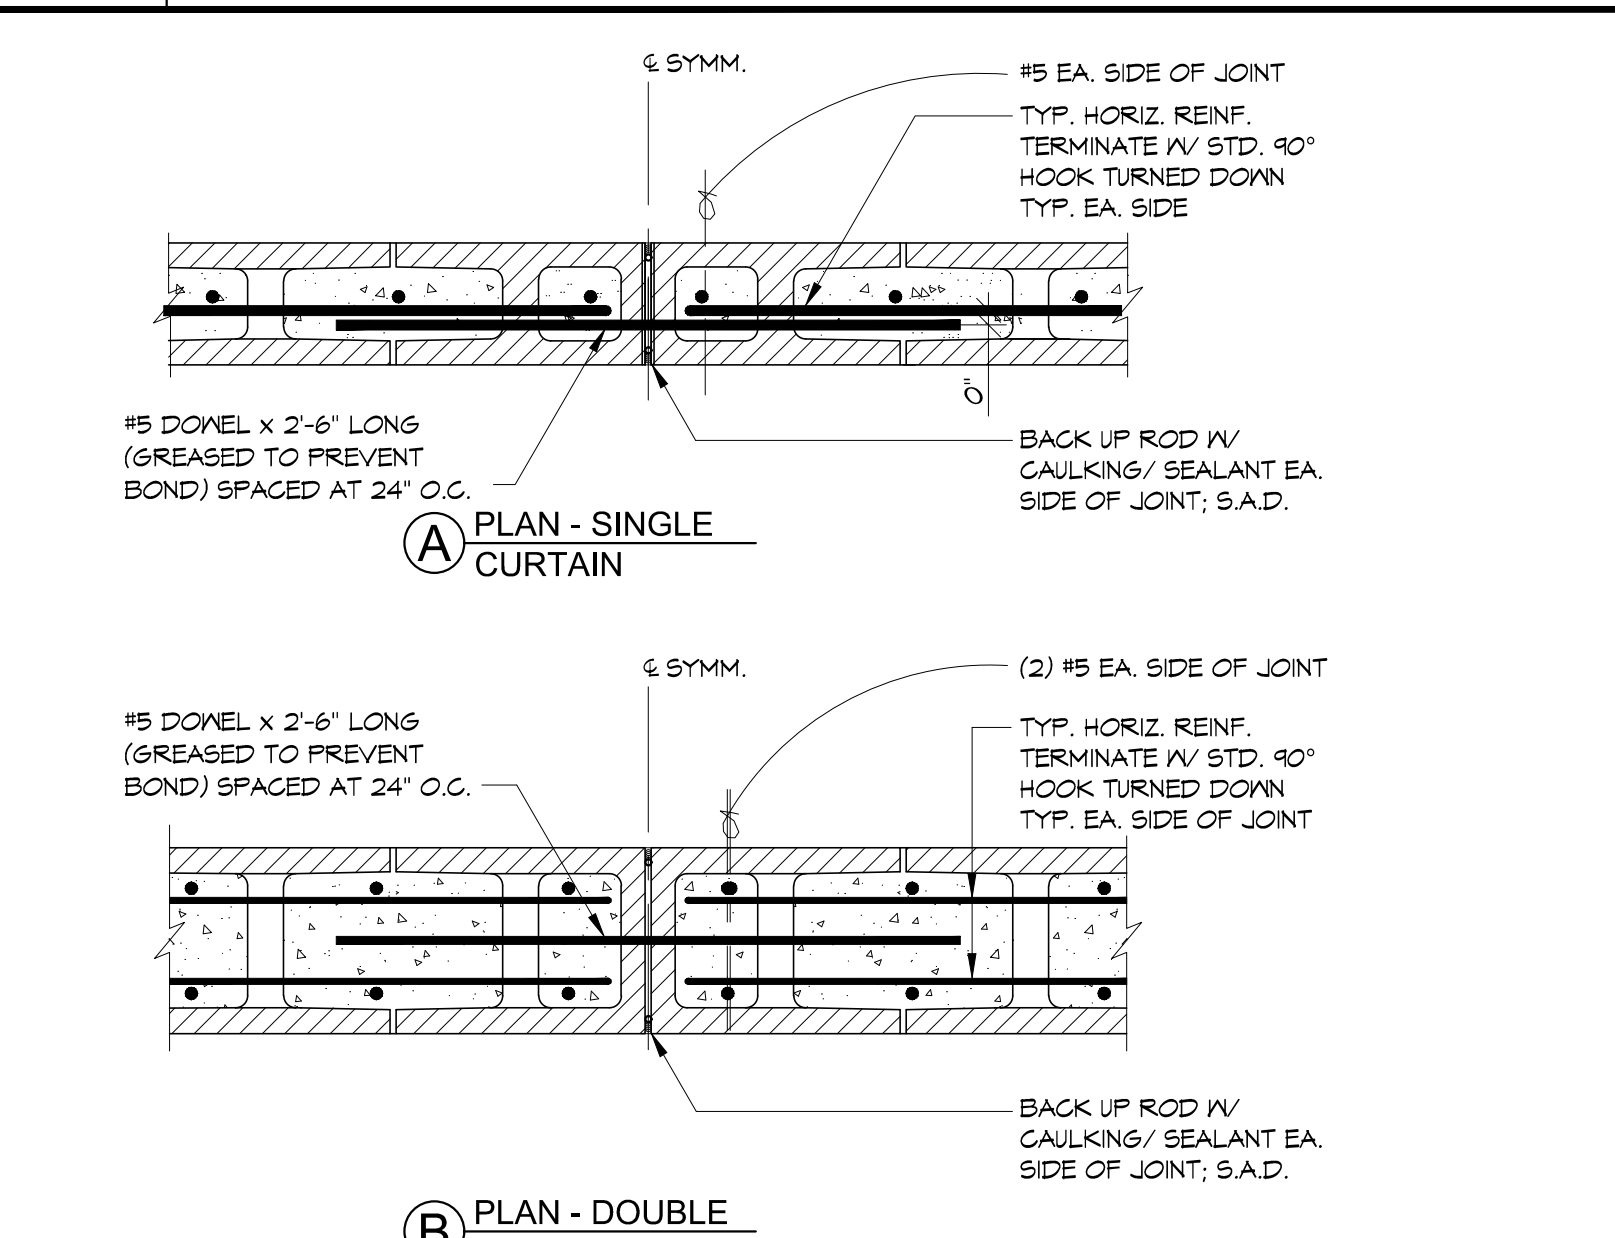 ℄ SYMM.
#5 EA. SIDE OF JOINT
TYP. HORIZ. REINF.
TERMINATE W/ STD. 90°
HOOK TURNED DOWN
TYP. EA. SIDE
0"
#5 DOWEL x 2'-6" LONG
(GREASED TO PREVENT
BOND) SPACED AT 24" O.C.
BACK UP ROD W/
CAULKING/ SEALANT EA.
SIDE OF JOINT; S.A.D.
A PLAN - SINGLE
CURTAIN
℄ SYMM.
(2) #5 EA. SIDE OF JOINT
#5 DOWEL x 2'-6" LONG
(GREASED TO PREVENT
BOND) SPACED AT 24" O.C.
TYP. HORIZ. REINF.
TERMINATE W/ STD. 90°
HOOK TURNED DOWN
TYP. EA. SIDE OF JOINT
BACK UP ROD W/
CAULKING/ SEALANT EA.
SIDE OF JOINT; S.A.D.
B PLAN - DOUBLE